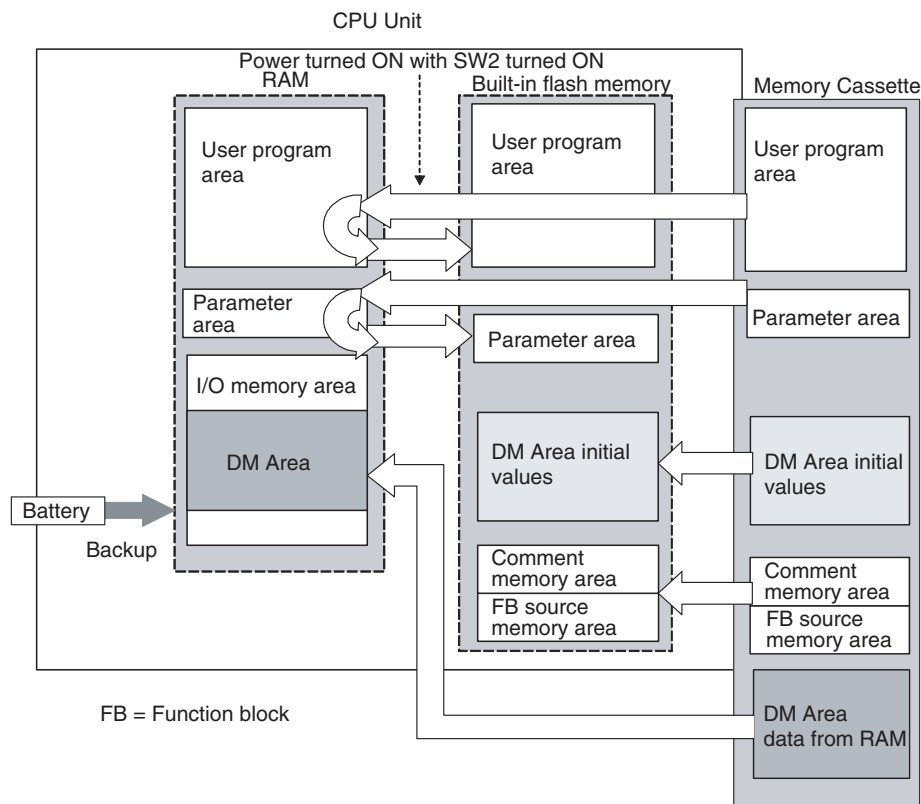 CPU Unit
Power turned ON with SW2 turned ON
RAM
Built-in flash memory
Memory Cassette
User program
area
User program
area
User program
area
Parameter
area
Parameter area
Parameter area
I/O memory area
DM Area
DM Area initial
values
DM Area initial
values
Battery
Backup
Comment
memory area
FB source
memory area
Comment
memory area
FB source
memory area
FB = Function block
DM Area
data from RAM